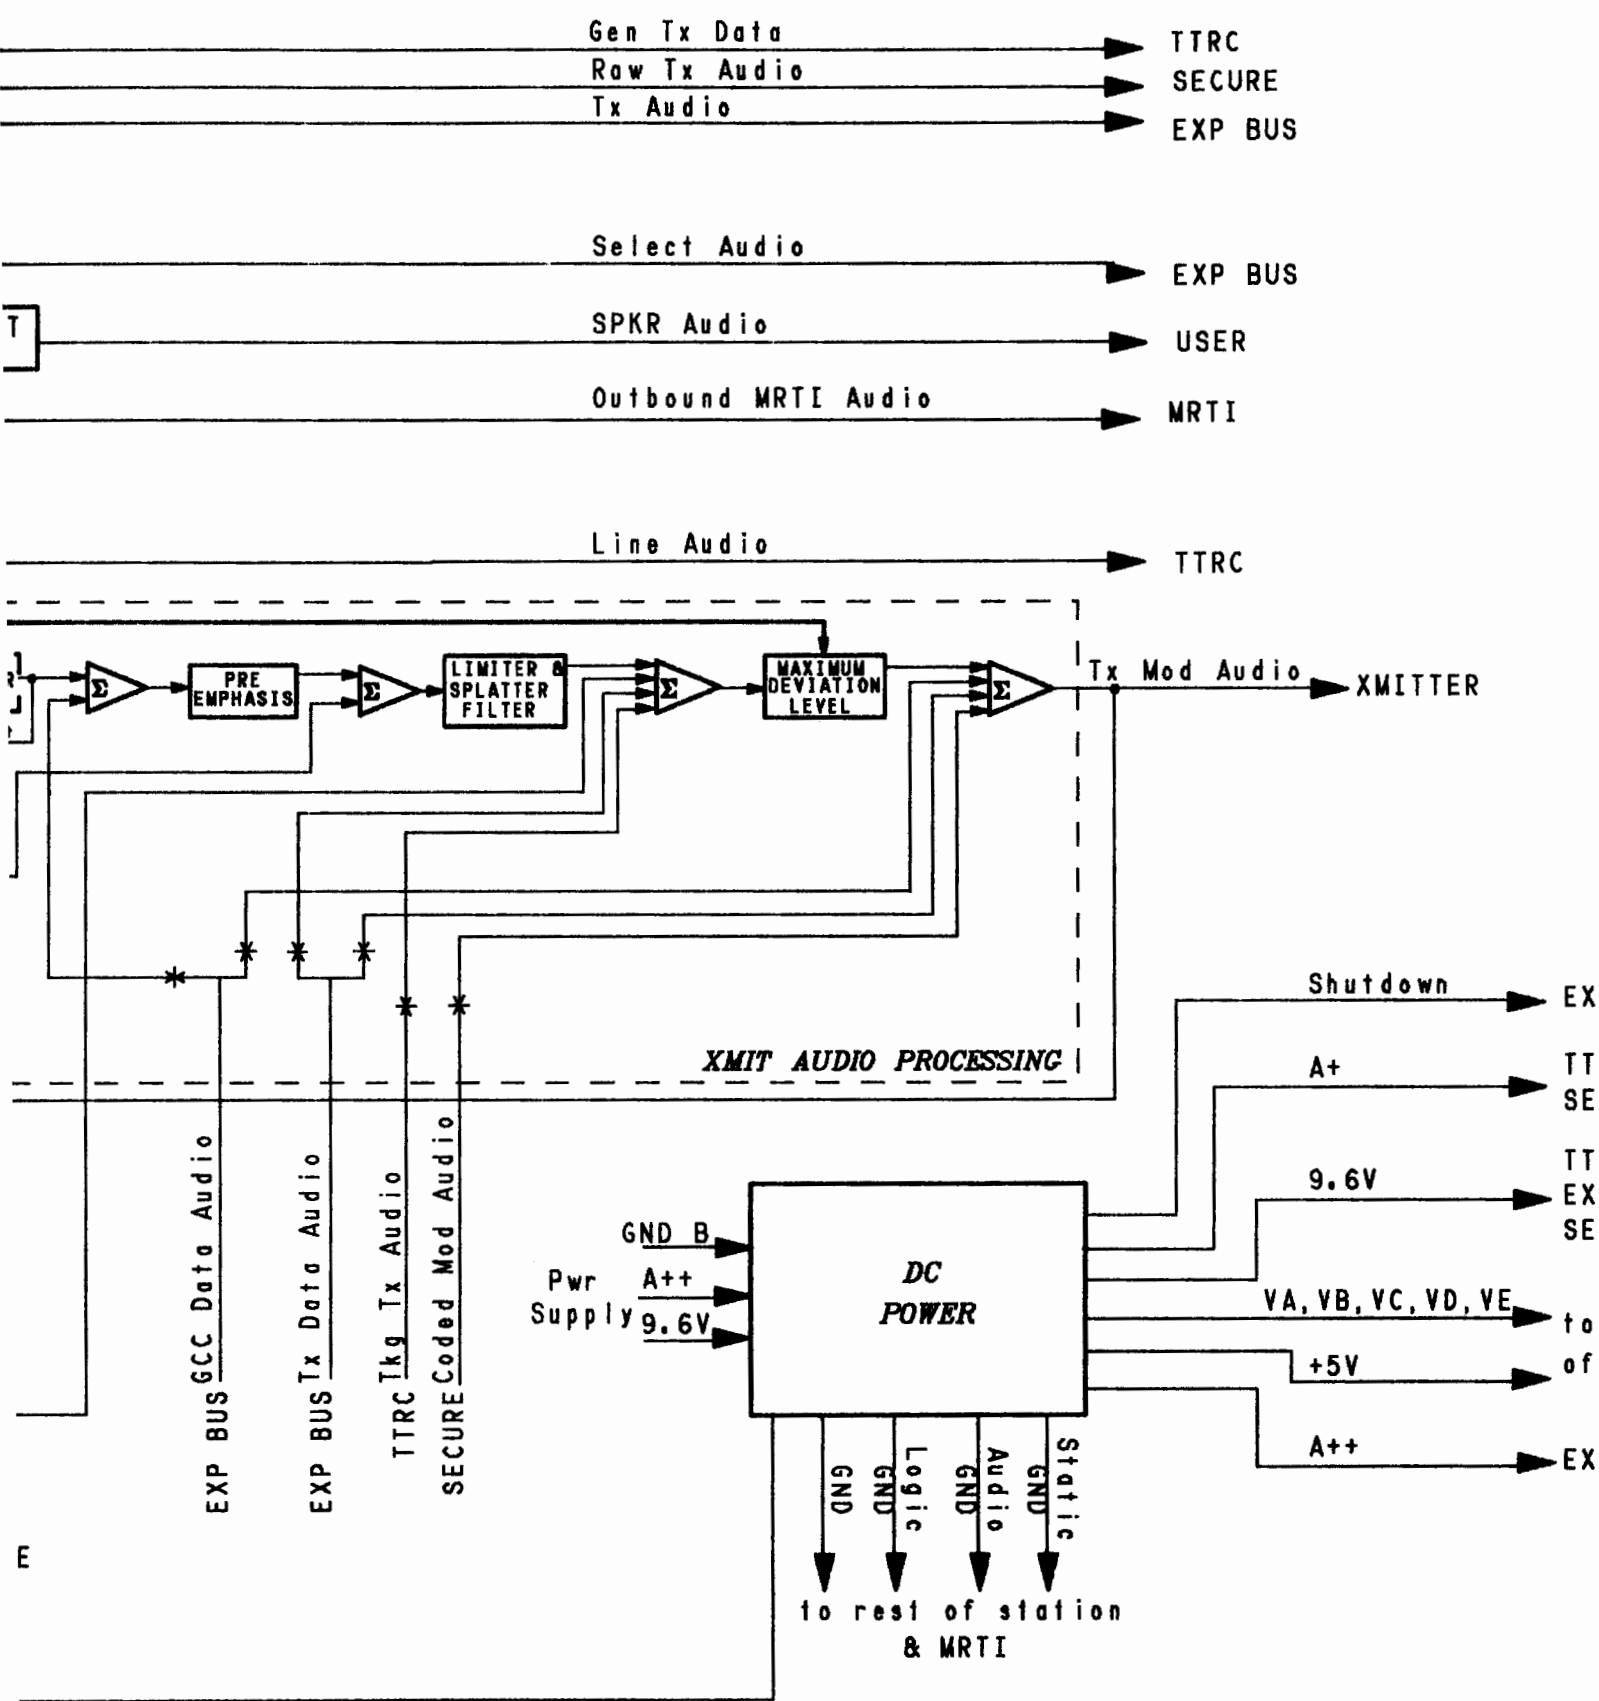 Gen Tx Data
TTRC
Raw Tx Audio
SECURE
Tx Audio
EXP BUS
Select Audio
EXP BUS
T
SPKR Audio
USER
Outbound MRTI Audio
MRTI
Line Audio
TTRC
R
Σ
PRE
EMPHASIS
Σ
LIMITER &
SPLATTER
FILTER
Σ
MAXIMUM
DEVIATION
LEVEL
Σ
Tx Mod Audio
XMITTER
XMIT AUDIO PROCESSING
EXP BUS GCC Data Audio
EXP BUS Tx Data Audio
TTRC Tkg Tx Audio
SECURE Coded Mod Audio
Shutdown
EX
A+
TT
SE
9.6V
TT
EX
SE
GND B
Pwr
Supply
A++
9.6V
DC
POWER
VA, VB, VC, VD, VE
to
of
+5V
A++
EX
GND
Logic
GND
Audio
GND
Static
GND
to rest of station
& MRTI
E